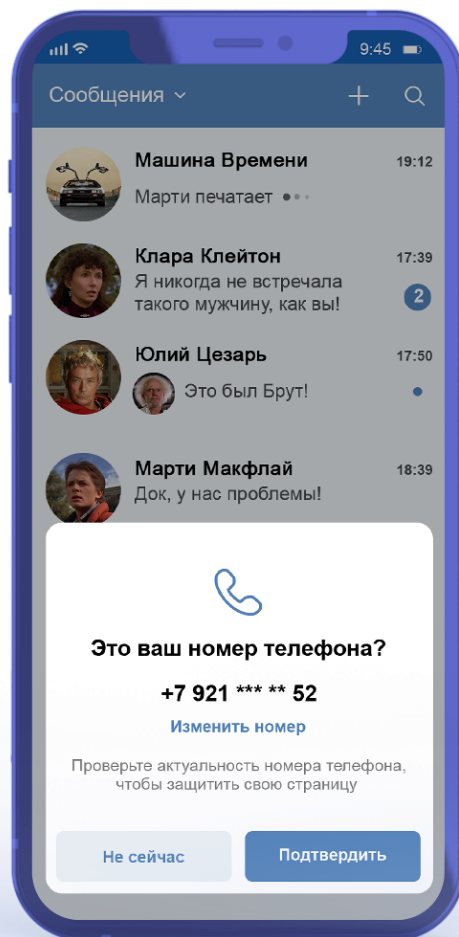 9:45
Сообщения
Машина Времени 19:12
Марти печатает
Клара Клейтон 17:39
Я никогда не встречала
такого мужчину, как вы! 2
Юлий Цезарь 17:50
Это был Брут!
Марти Макфлай 18:39
Док, у нас проблемы!
Это ваш номер телефона?
+7 921 *** ** 52
Изменить номер
Проверьте актуальность номера телефона,
чтобы защитить свою страницу
Не сейчас Подтвердить